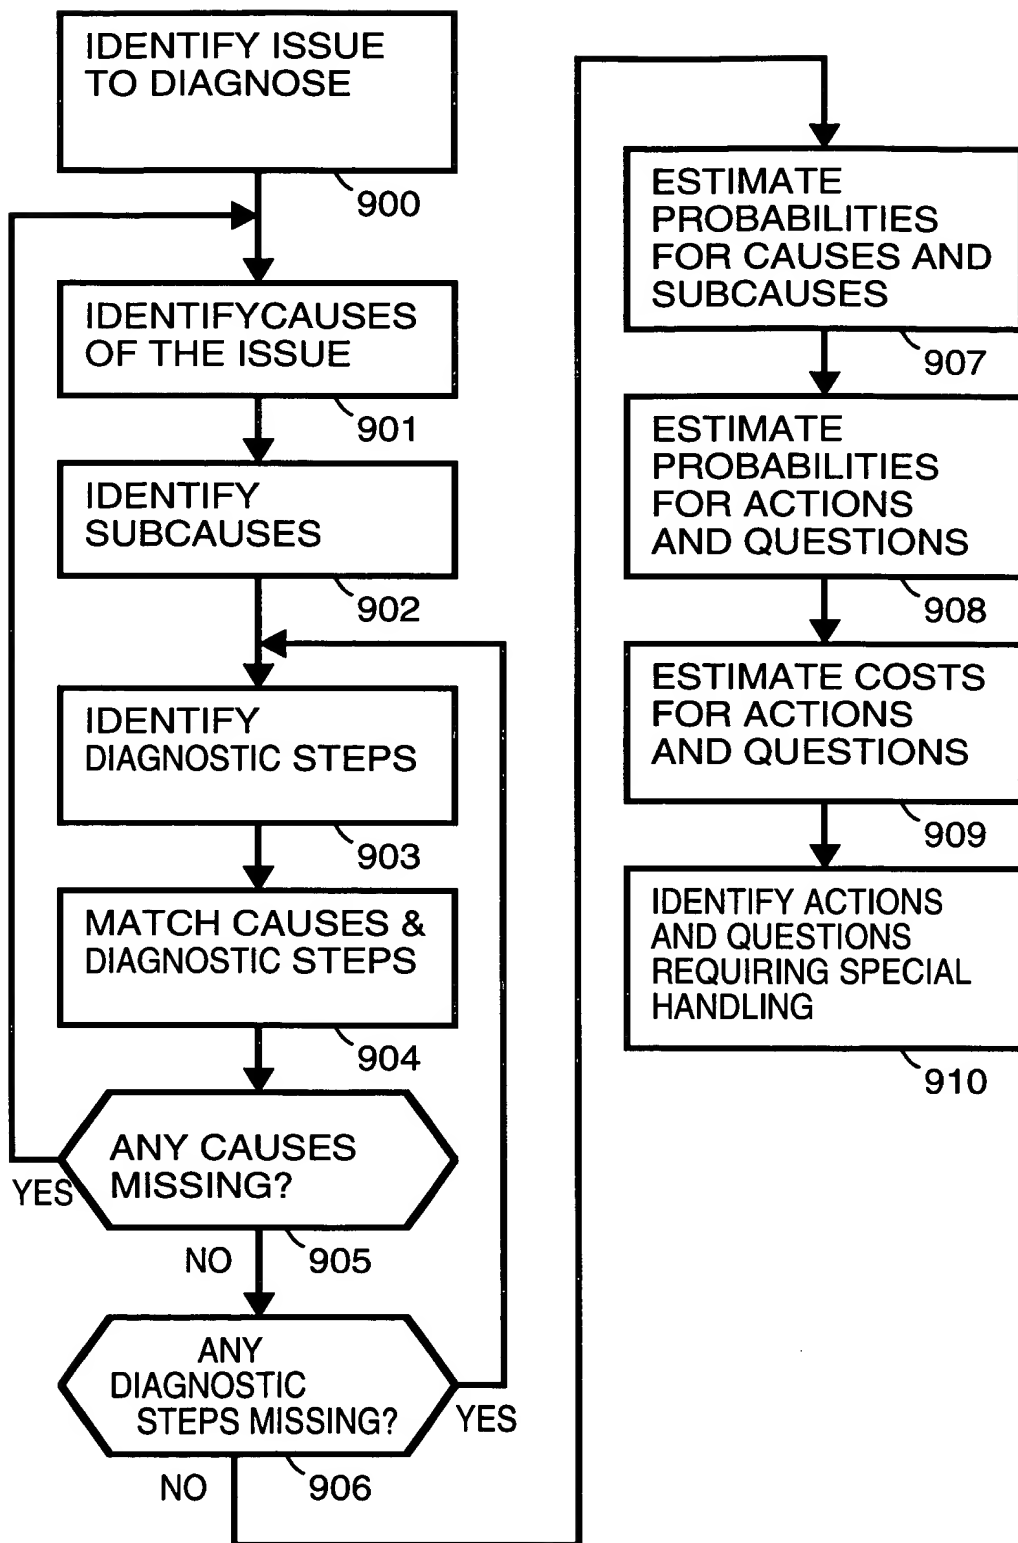 IDENTIFY ISSUE
TO DIAGNOSE
900
IDENTIFYCAUSES
OF THE ISSUE
901
IDENTIFY
SUBCAUSES
902
IDENTIFY
DIAGNOSTIC STEPS
903
MATCH CAUSES &
DIAGNOSTIC STEPS
904
ANY CAUSES
MISSING?
YES
NO
905
ANY
DIAGNOSTIC
STEPS MISSING?
YES
NO
906
ESTIMATE
PROBABILITIES
FOR CAUSES AND
SUBCAUSES
907
ESTIMATE
PROBABILITIES
FOR ACTIONS
AND QUESTIONS
908
ESTIMATE COSTS
FOR ACTIONS
AND QUESTIONS
909
IDENTIFY ACTIONS
AND QUESTIONS
REQUIRING SPECIAL
HANDLING
910